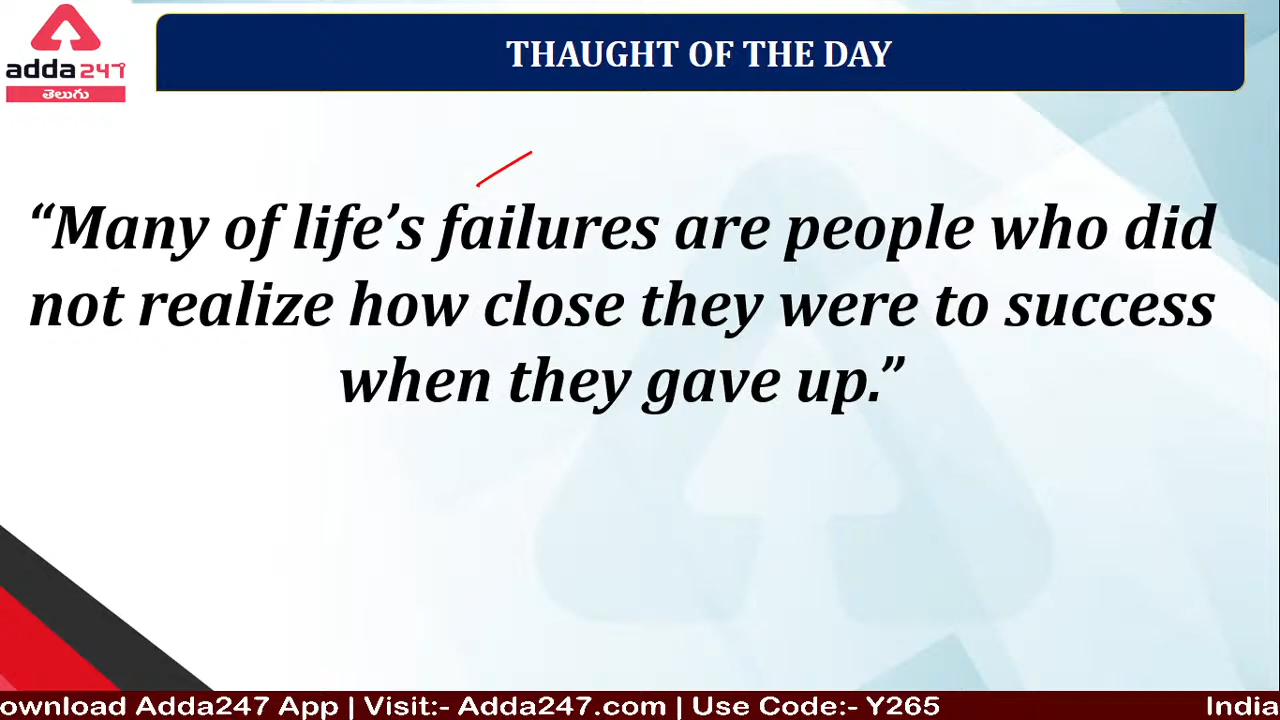 adda247
తెలుగు
THAUGHT OF THE DAY
“Many of life’s failures are people who did
not realize how close they were to success
when they gave up.”
ownload Adda247 App | Visit:- Adda247.com | Use Code:- Y265 India